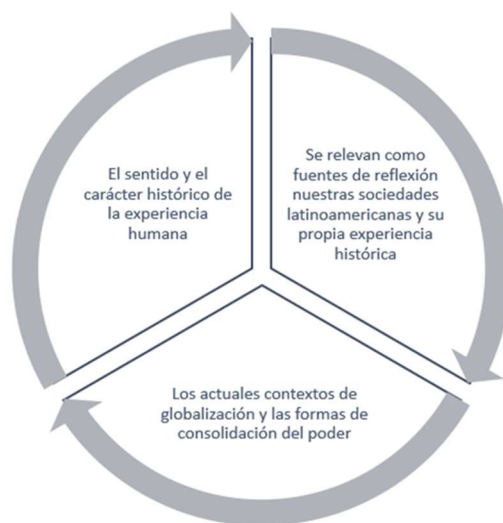 El sentido y el
carácter histórico de
la experiencia
humana
Se relevan como
fuentes de reflexión
nuestras sociedades
latinoamericanas y su
propia experiencia
histórica
Los actuales contextos de
globalización y las formas de
consolidación del poder